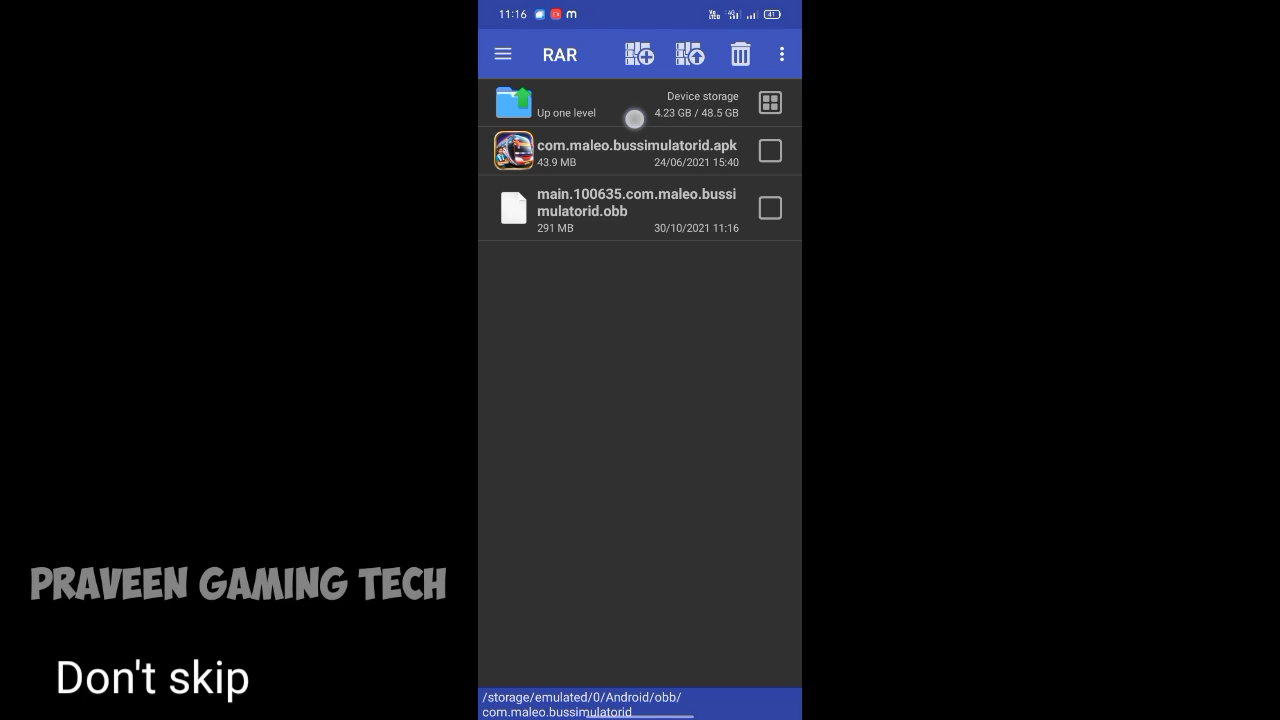 11:16
m
41
RAR
Up one level
Device storage
4.23 GB / 48.5 GB
com.maleo.bussimulatorid.apk
43.9 MB
24/06/2021 15:40
main.100635.com.maleo.bussi
mulatorid.obb
291 MB
30/10/2021 11:16
PRAVEEN GAMING TECH
Don't skip
/storage/emulated/0/Android/obb/
com.maleo.bussimulatorid